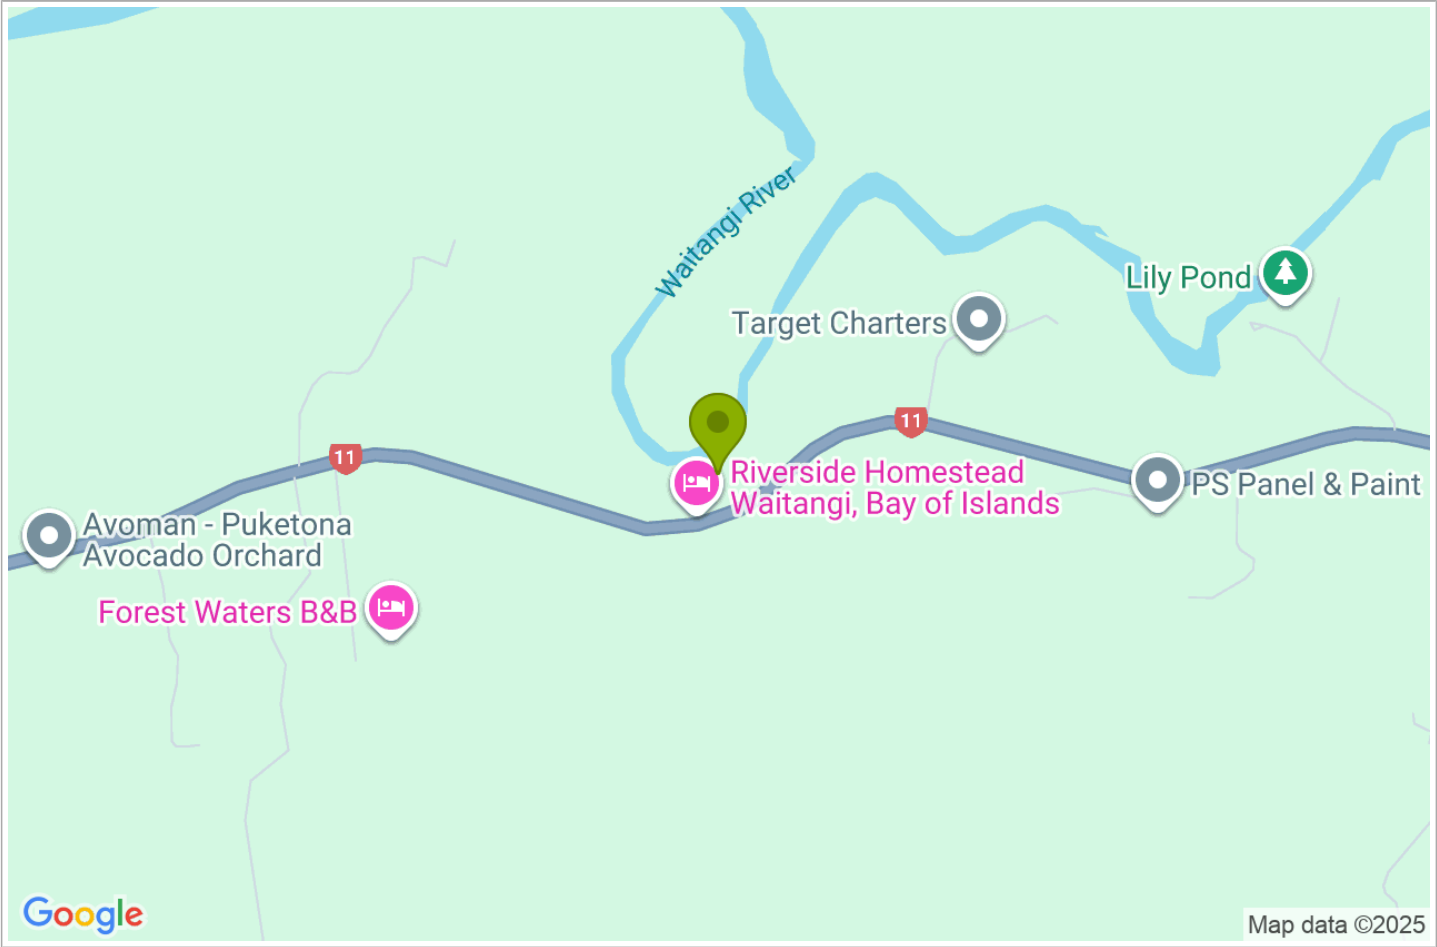 Waitangi River
Lily Pond
Target Charters
11
11
Riverside Homestead
Waitangi, Bay of Islands
PS Panel & Paint
Avoman - Puketona
Avocado Orchard
Forest Waters B&B
Google
Map data ©2025